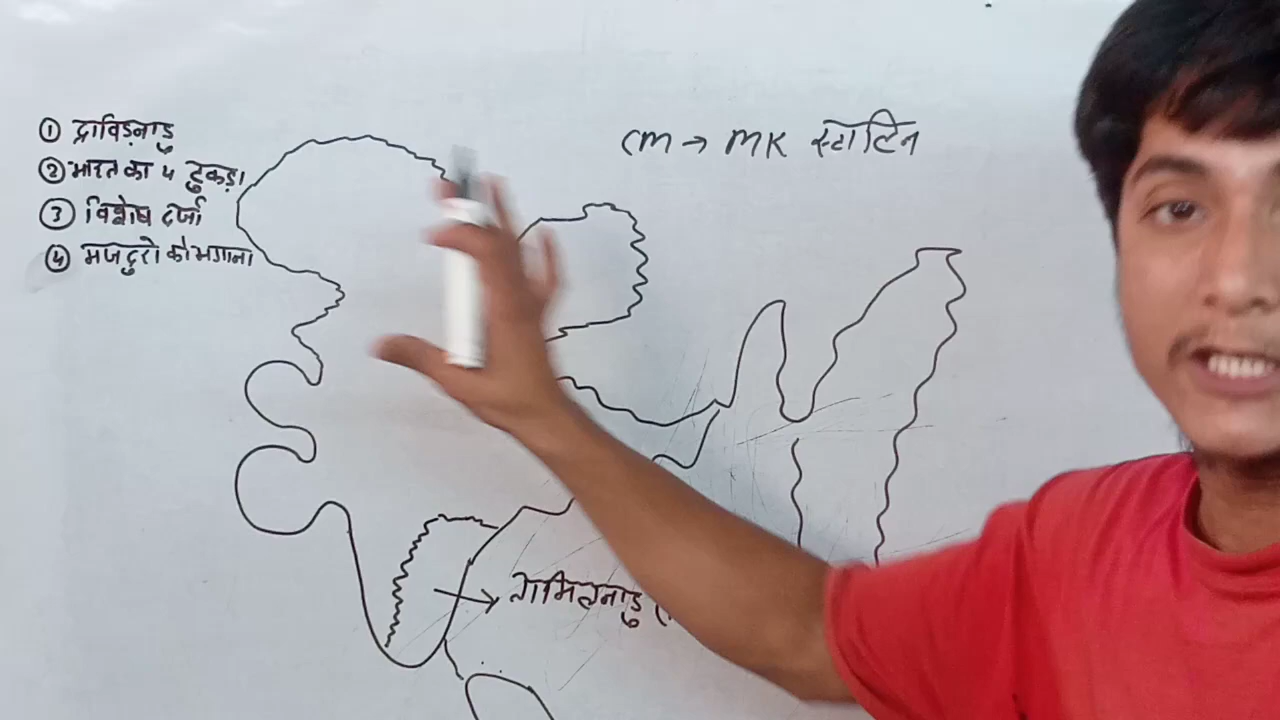 ① द्राविड़नाडु
② भारत का 4 टुकड़ा
③ विशेष दर्जा
④ मजदुरो को भगाना
CM → MK स्टालिन
→ तामिलनाडु (